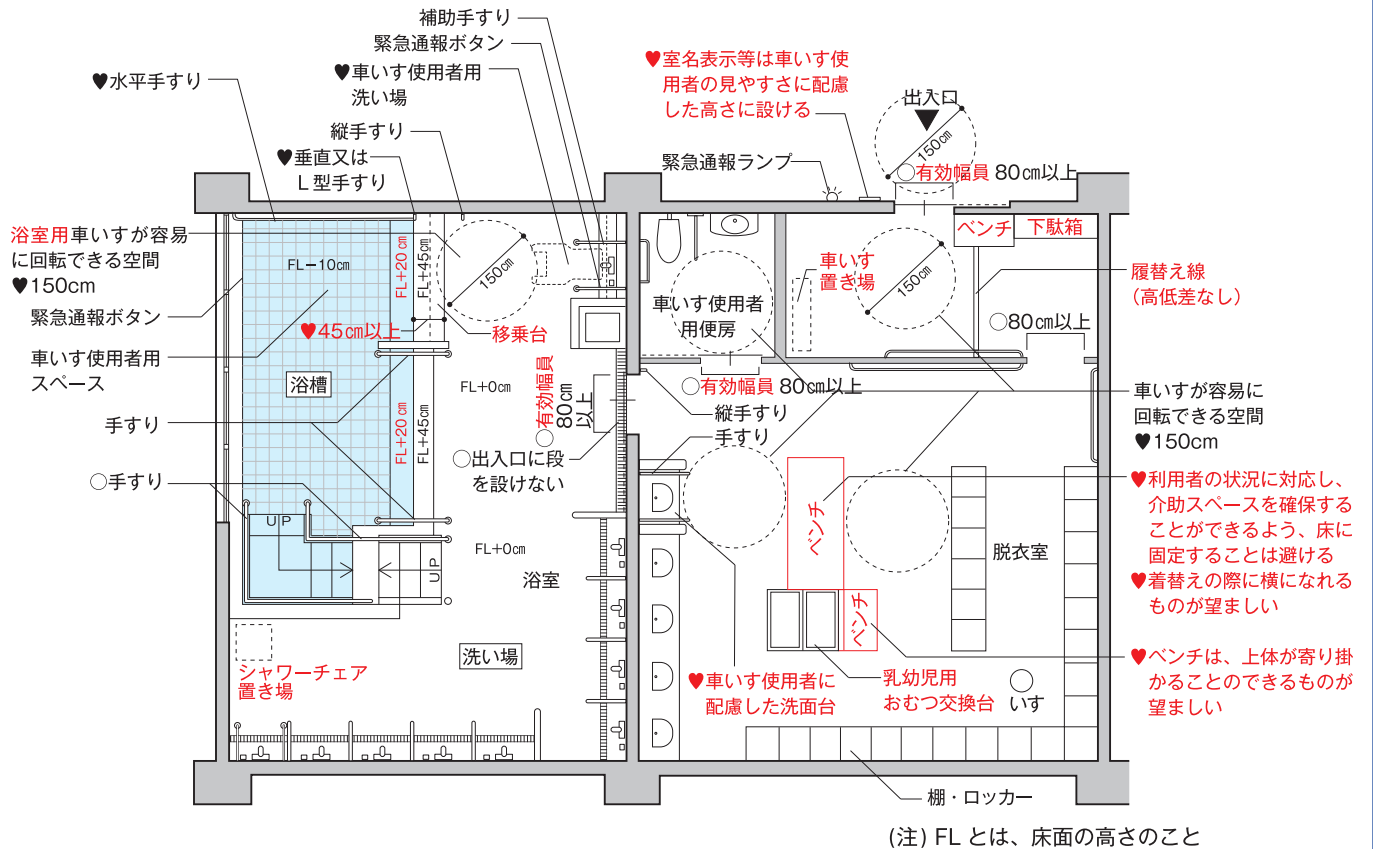 補助手すり
緊急通報ボタン
♥車いす使用者用
洗い場
♥水平手すり
縦手すり
♥垂直又は
L型手すり
♥室名表示等は車いす使
用者の見やすさに配慮
した高さに設ける
緊急通報ランプ
出入口
150cm
○有効幅員 80cm以上
浴室用車いすが容易
に回転できる空間
♥150cm
緊急通報ボタン
車いす使用者用
スペース
手すり
○手すり
FL−10cm
FL+20cm
FL+45cm
150cm
♥45cm以上
移乗台
浴槽
FL+0cm
FL+20cm
FL+45cm
有効幅員
○80cm
以上
○出入口に段
を設けない
UP
UP
FL+0cm
浴室
洗い場
シャワーチェア
置き場
車いす使用者
用便房
車いす
置き場
150cm
ベンチ
下駄箱
履替え線
(高低差なし)
○80cm以上
○有効幅員 80cm以上
縦手すり
手すり
車いすが容易に
回転できる空間
♥150cm
ベンチ
脱衣室
♥利用者の状況に対応し、
介助スペースを確保する
ことができるよう、床に
固定することは避ける
♥着替えの際に横になれる
ものが望ましい
ベンチ
♥ベンチは、上体が寄り掛
かることのできるものが
望ましい
♥車いす使用者に
配慮した洗面台
乳幼児用
おむつ交換台
いす
棚・ロッカー
(注) FLとは、床面の高さのこと